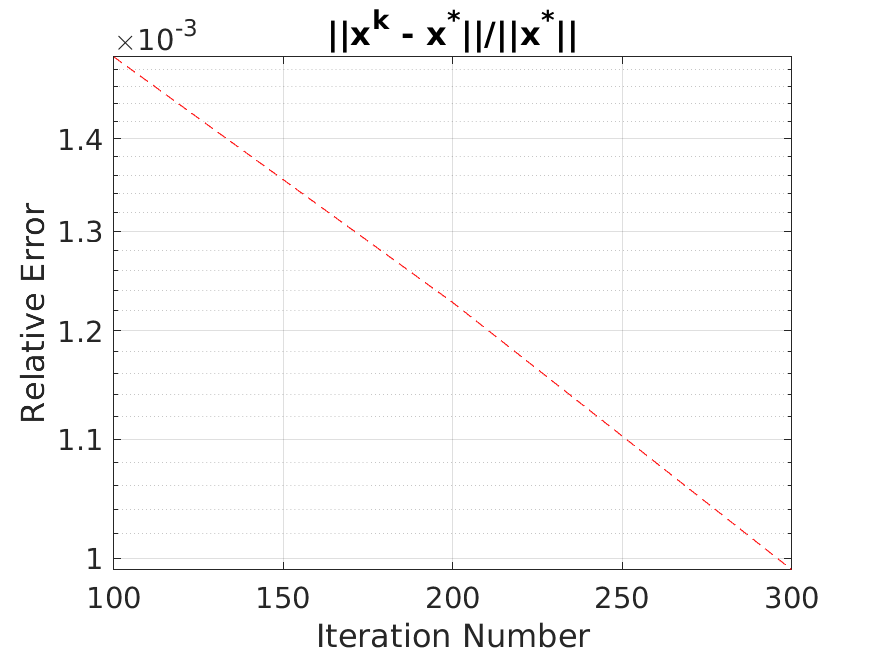 ||x^k - x^*||/||x^*||
×10^-3
1.4
1.3
1.2
1.1
1
Relative Error
100 150 200 250 300
Iteration Number